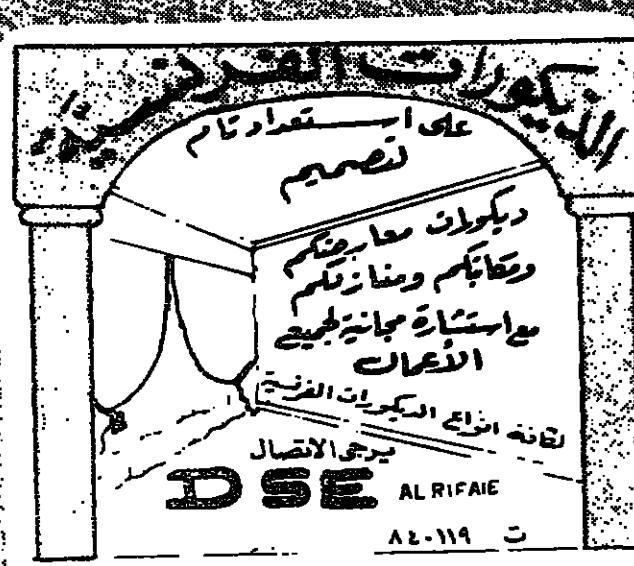 الديكورات الفرنسية
على استعداد تام
لتصميم
ديكورات معارضكم
ومكاتبكم ومنازلكم
مع استشارة مجانية لجميع
الأعمال
لكافة انواع الديكورات الفرنسية
يرجى الاتصال
DSE AL RIFAIE
ت ٨٤٠١١٩